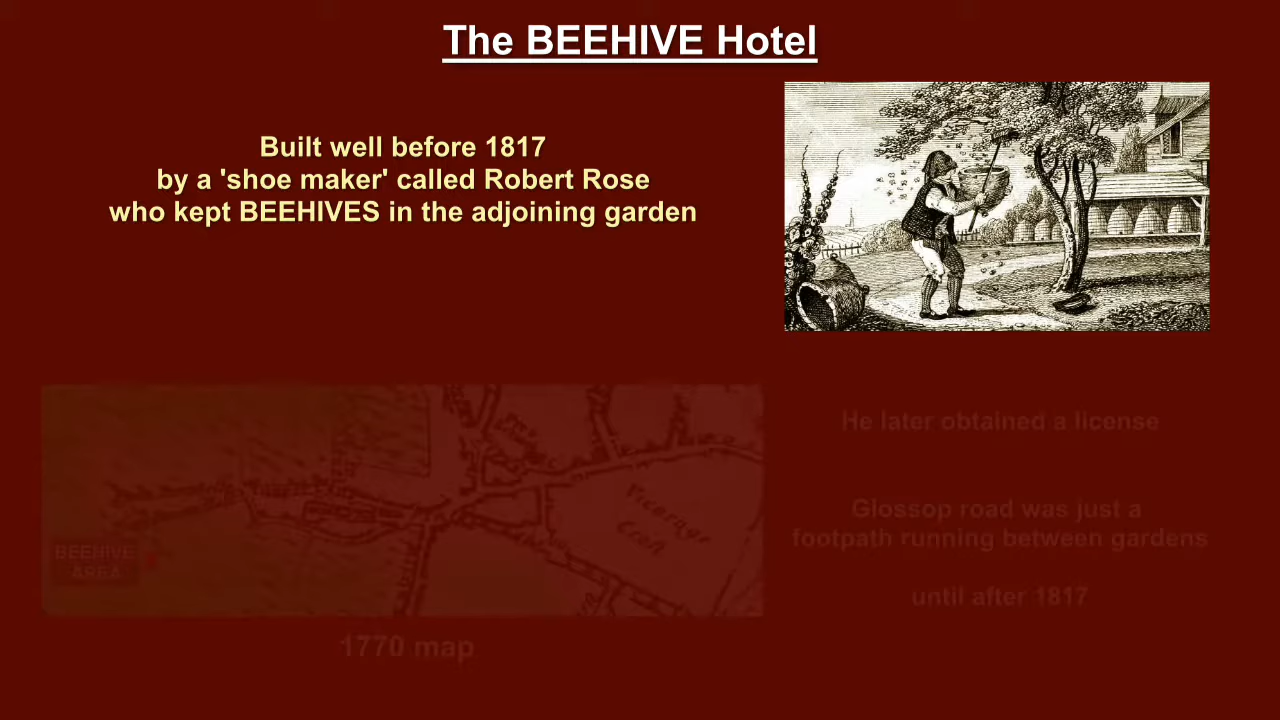 The BEEHIVE Hotel
Built well before 1817
by a 'shoe maker' called Robert Rose
who kept BEEHIVES in the adjoining garden
He later obtained a license
Glossop road was just a
footpath running between gardens
until after 1817
Vicarage
Croft
BEEHIVE
AREA
1770 map